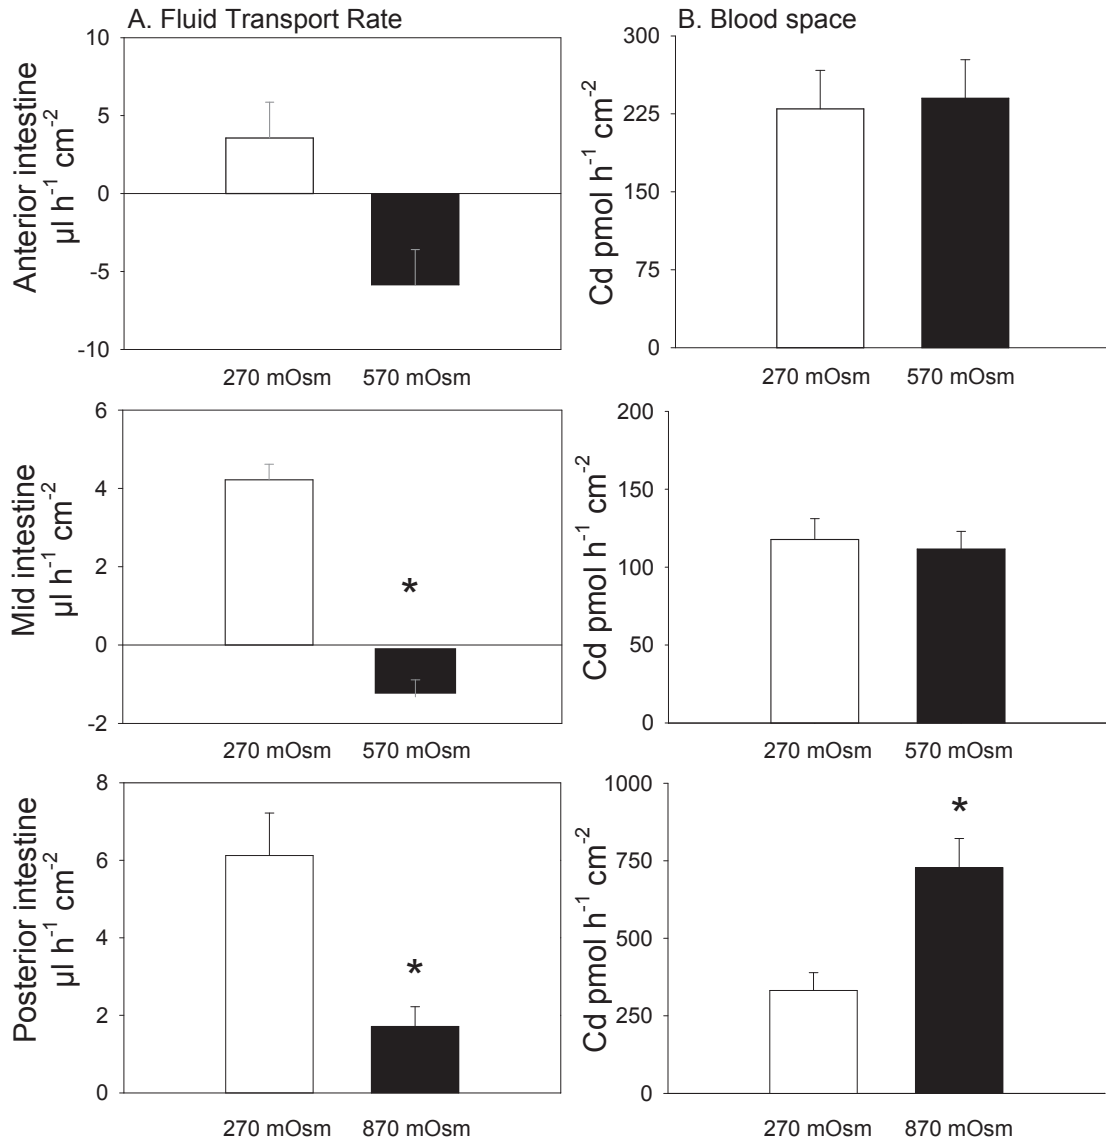 A. Fluid Transport Rate
B. Blood space
Anterior intestine
µl h⁻¹ cm⁻²
10
5
0
-5
-10
270 mOsm 570 mOsm
Cd pmol h⁻¹ cm⁻²
300
225
150
75
0
270 mOsm 570 mOsm
Mid intestine
µl h⁻¹ cm⁻²
6
4
2
0
-2
*
270 mOsm 570 mOsm
Cd pmol h⁻¹ cm⁻²
200
150
100
50
0
270 mOsm 570 mOsm
Posterior intestine
µl h⁻¹ cm⁻²
8
6
4
2
0
*
270 mOsm 870 mOsm
Cd pmol h⁻¹ cm⁻²
1000
750
500
250
0
*
270 mOsm 870 mOsm